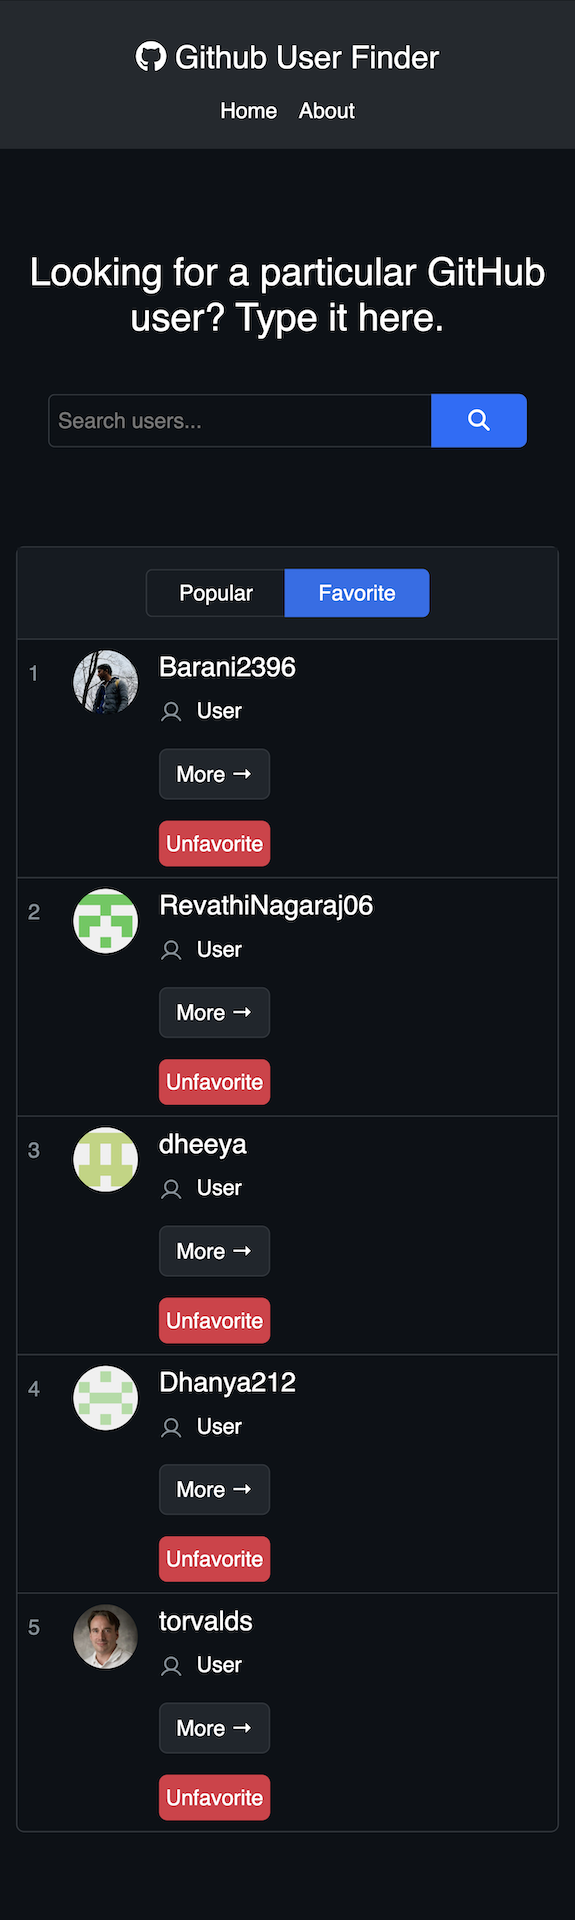 Github User Finder
Home About
Looking for a particular GitHub
user? Type it here.
Search users...
Popular Favorite
1 Barani2396
User
More →
Unfavorite
2 RevathiNagaraj06
User
More →
Unfavorite
3 dheeya
User
More →
Unfavorite
4 Dhanya212
User
More →
Unfavorite
5 torvalds
User
More →
Unfavorite